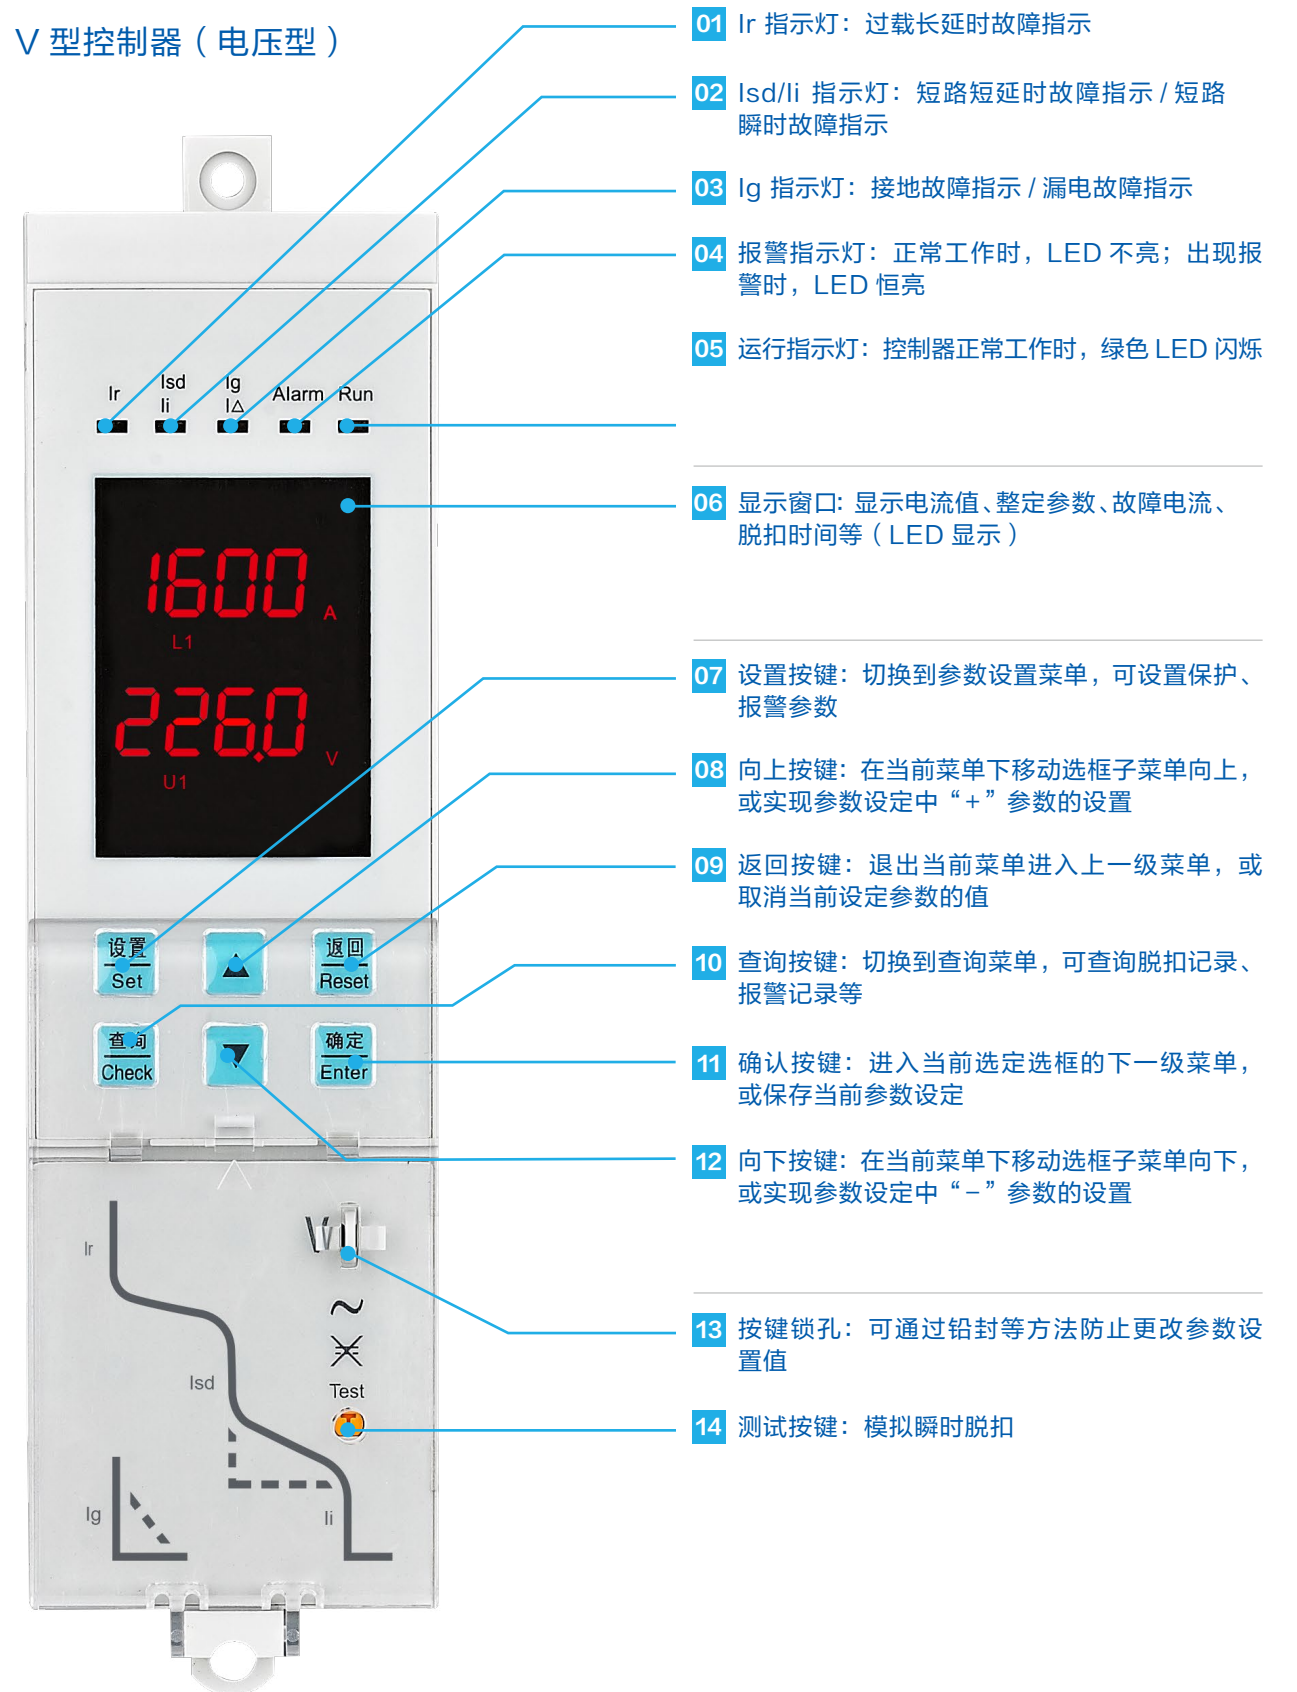 V 型控制器（电压型）
01 Ir 指示灯：过载长延时故障指示
02 Isd/Ii 指示灯：短路短延时故障指示 / 短路
瞬时故障指示
03 Ig 指示灯：接地故障指示 / 漏电故障指示
04 报警指示灯：正常工作时，LED 不亮；出现报
警时，LED 恒亮
05 运行指示灯：控制器正常工作时，绿色 LED 闪烁
06 显示窗口：显示电流值、整定参数、故障电流、
脱扣时间等（LED 显示）
07 设置按键：切换到参数设置菜单，可设置保护、
报警参数
08 向上按键：在当前菜单下移动选框子菜单向上，
或实现参数设定中“+”参数的设置
09 返回按键：退出当前菜单进入上一级菜单，或
取消当前设定参数的值
10 查询按键：切换到查询菜单，可查询脱扣记录、
报警记录等
11 确认按键：进入当前选定选框的下一级菜单，
或保存当前参数设定
12 向下按键：在当前菜单下移动选框子菜单向下，
或实现参数设定中“－”参数的设置
13 按键锁孔：可通过铅封等方法防止更改参数设
置值
14 测试按键：模拟瞬时脱扣
Ir
Isd
Ii
Ig
I△
Alarm
Run
1600 A
L1
226.0 V
U1
设置
Set
▲
返回
Reset
查询
Check
▼
确定
Enter
Ir
V
Isd
Test
T
Ig
Ii